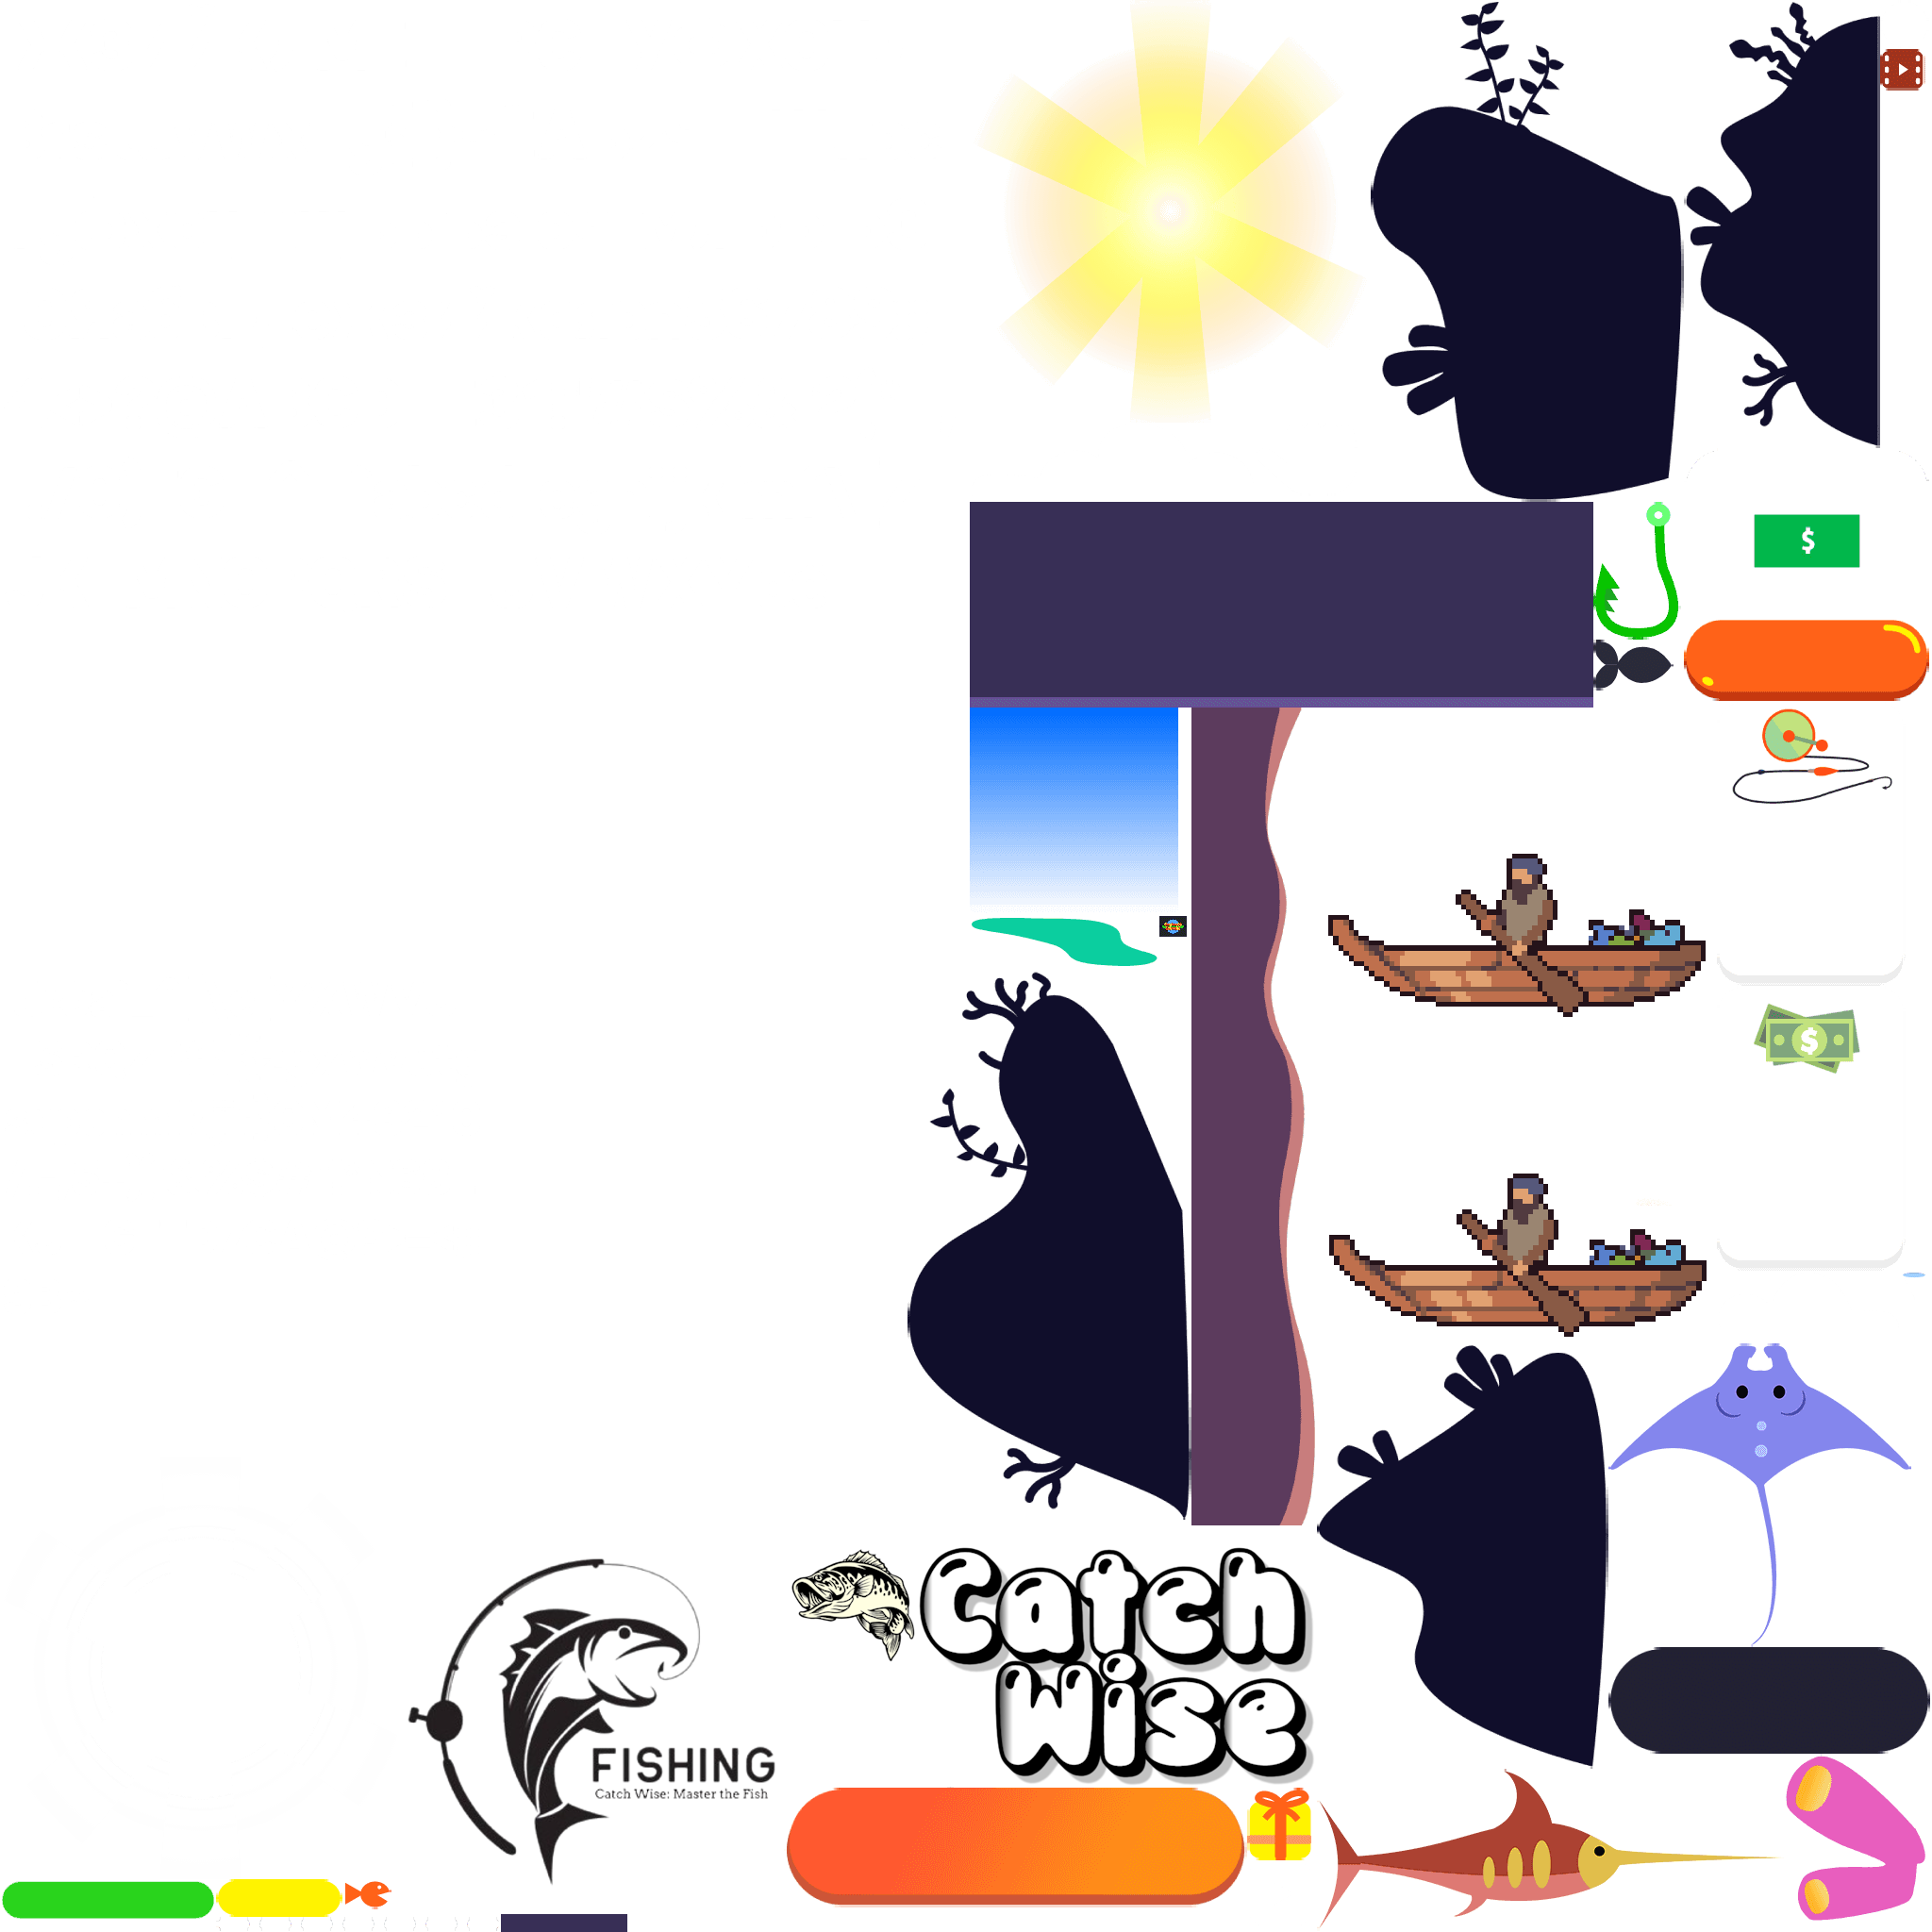 $
$
Catch
Wise
FISHING
Catch Wise: Master the Fish